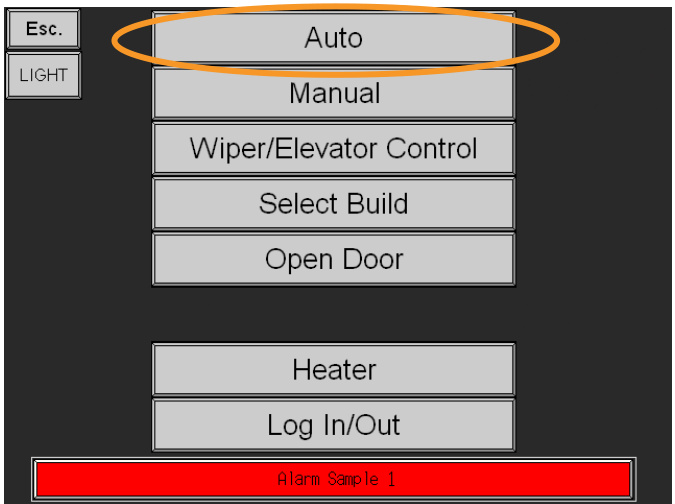 Esc.
LIGHT
Auto
Manual
Wiper/Elevator Control
Select Build
Open Door
Heater
Log In/Out
Alarm Sample 1